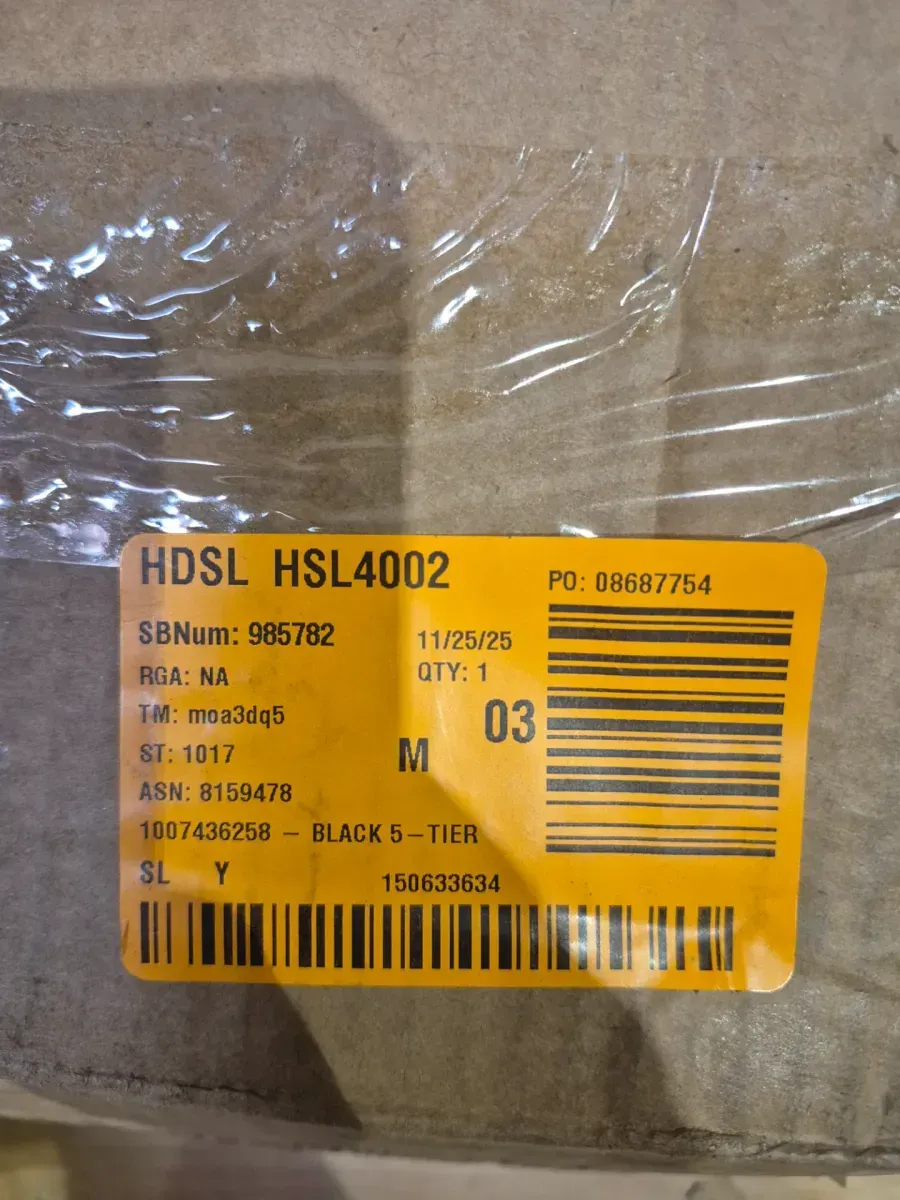 HDSL HSL4002
PO: 08687754
SBNum: 985782
11/25/25
RGA: NA
QTY: 1
TM: moa3dq5
03
ST: 1017
M
ASN: 8159478
1007436258 – BLACK 5–TIER
SL Y
150633634